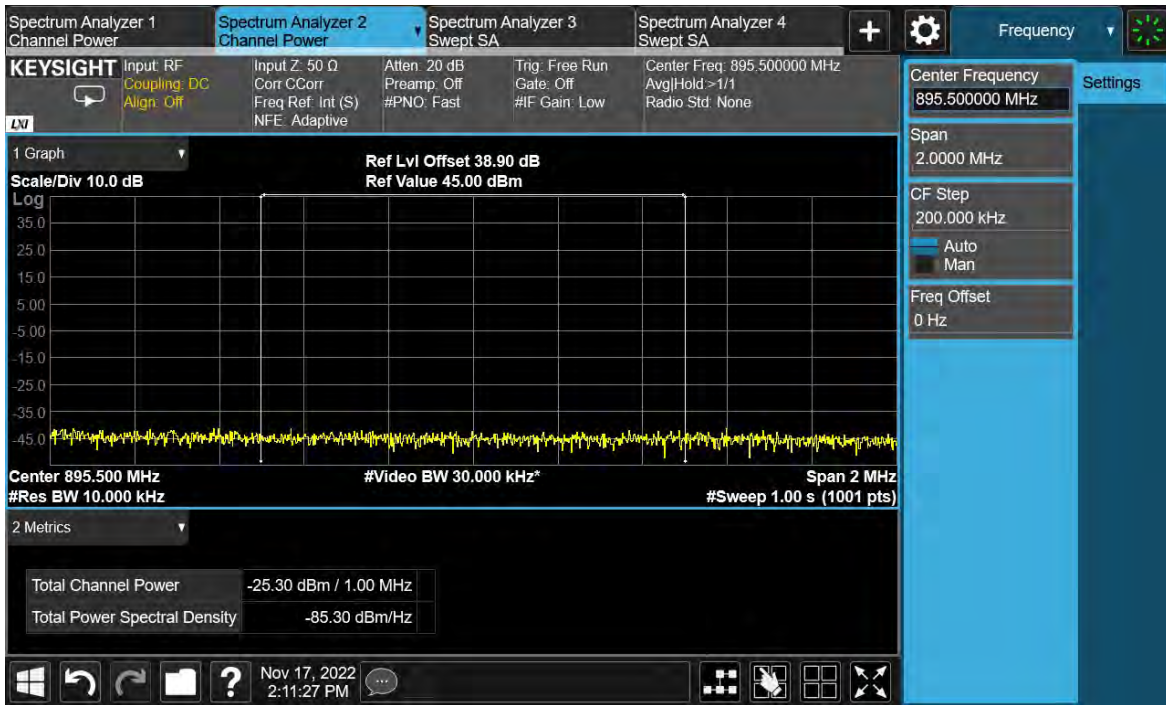 Spectrum Analyzer 1
Channel Power
Spectrum Analyzer 2
Channel Power
Spectrum Analyzer 3
Swept SA
Spectrum Analyzer 4
Swept SA
+
Frequency
KEYSIGHT
LXI
Input: RF
Coupling: DC
Align: Off
Input Z: 50 Ω
Corr CCorr
Freq Ref: Int (S)
NFE: Adaptive
Atten: 20 dB
Preamp: Off
#PNO: Fast
Trig: Free Run
Gate: Off
#IF Gain: Low
Center Freq: 895.500000 MHz
Avg|Hold:>1/1
Radio Std: None
Center Frequency
895.500000 MHz
Settings
Span
2.0000 MHz
CF Step
200.000 kHz
Auto
Man
Freq Offset
0 Hz
1 Graph
Scale/Div 10.0 dB
Ref Lvl Offset 38.90 dB
Ref Value 45.00 dBm
Log
35.0
25.0
15.0
5.00
-5.00
-15.0
-25.0
-35.0
-45.0
Center 895.500 MHz
#Video BW 30.000 kHz*
Span 2 MHz
#Res BW 10.000 kHz
#Sweep 1.00 s (1001 pts)
2 Metrics
Total Channel Power -25.30 dBm / 1.00 MHz
Total Power Spectral Density -85.30 dBm/Hz
?
Nov 17, 2022
2:11:27 PM